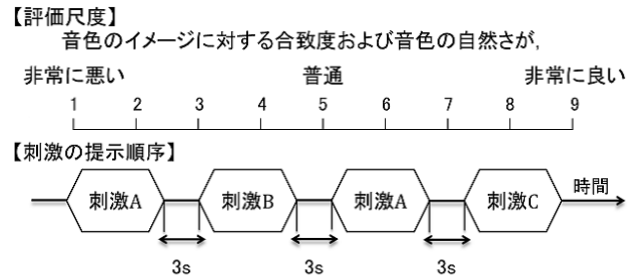 【評価尺度】
音色のイメージに対する合致度および音色の自然さが,
非常に悪い 普通 非常に良い
1 2 3 4 5 6 7 8 9
【刺激の提示順序】
刺激A 刺激B 刺激A 刺激C 時間
3s 3s 3s